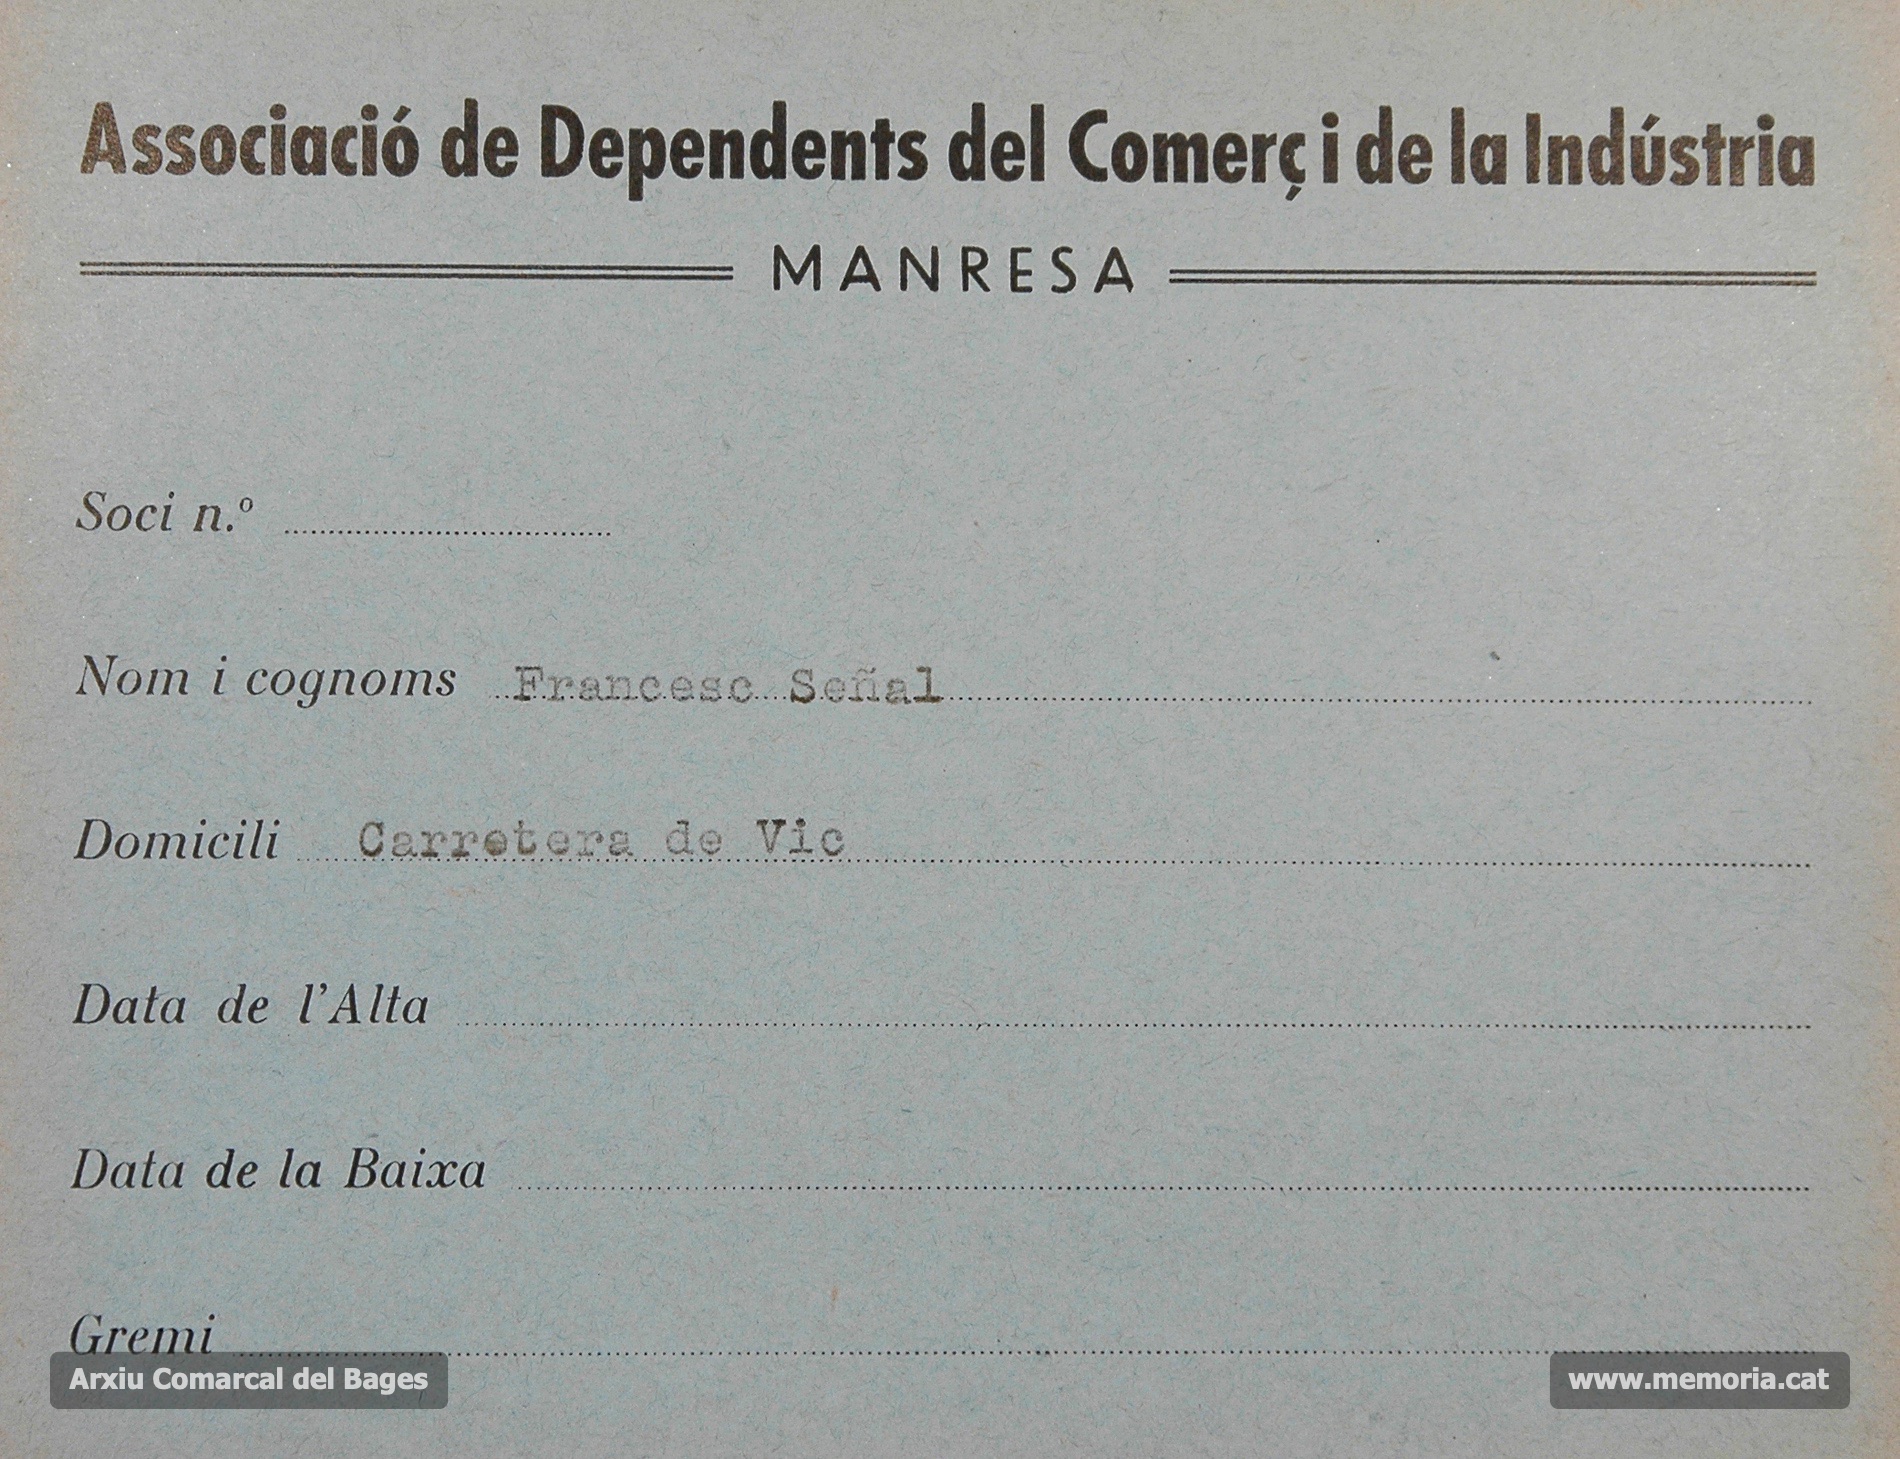 Associació de Dependents del Comerç i de la Indústria
MANRESA
Soci n.º
Nom i cognoms Francesc Señal
Domicili Carretera de Vic
Data de l'Alta
Data de la Baixa
Gremi
Arxiu Comarcal del Bages
www.memoria.cat